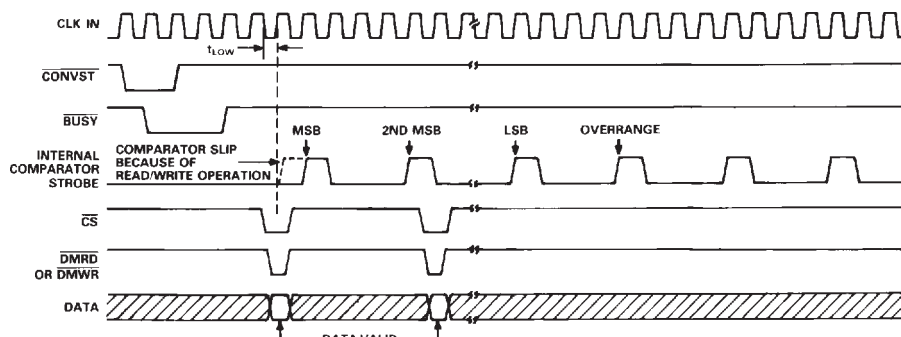 CLK IN
tLOW
CONVST
BUSY
MSB
2ND MSB
LSB
OVERRANGE
INTERNAL
COMPARATOR
STROBE
COMPARATOR SLIP
BECAUSE OF
READ/WRITE OPERATION
CS
DMRD
OR DMWR
DATA
DATA VALID